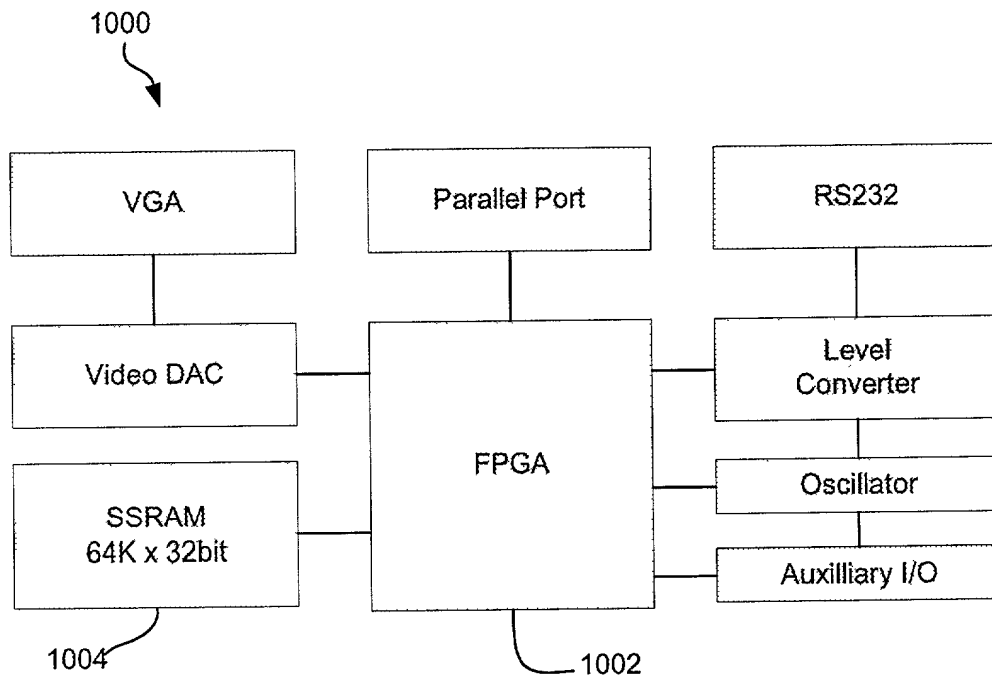 1000
VGA
Parallel Port
RS232
Video DAC
Level
Converter
FPGA
Oscillator
SSRAM
64K x 32bit
Auxilliary I/O
1004
1002